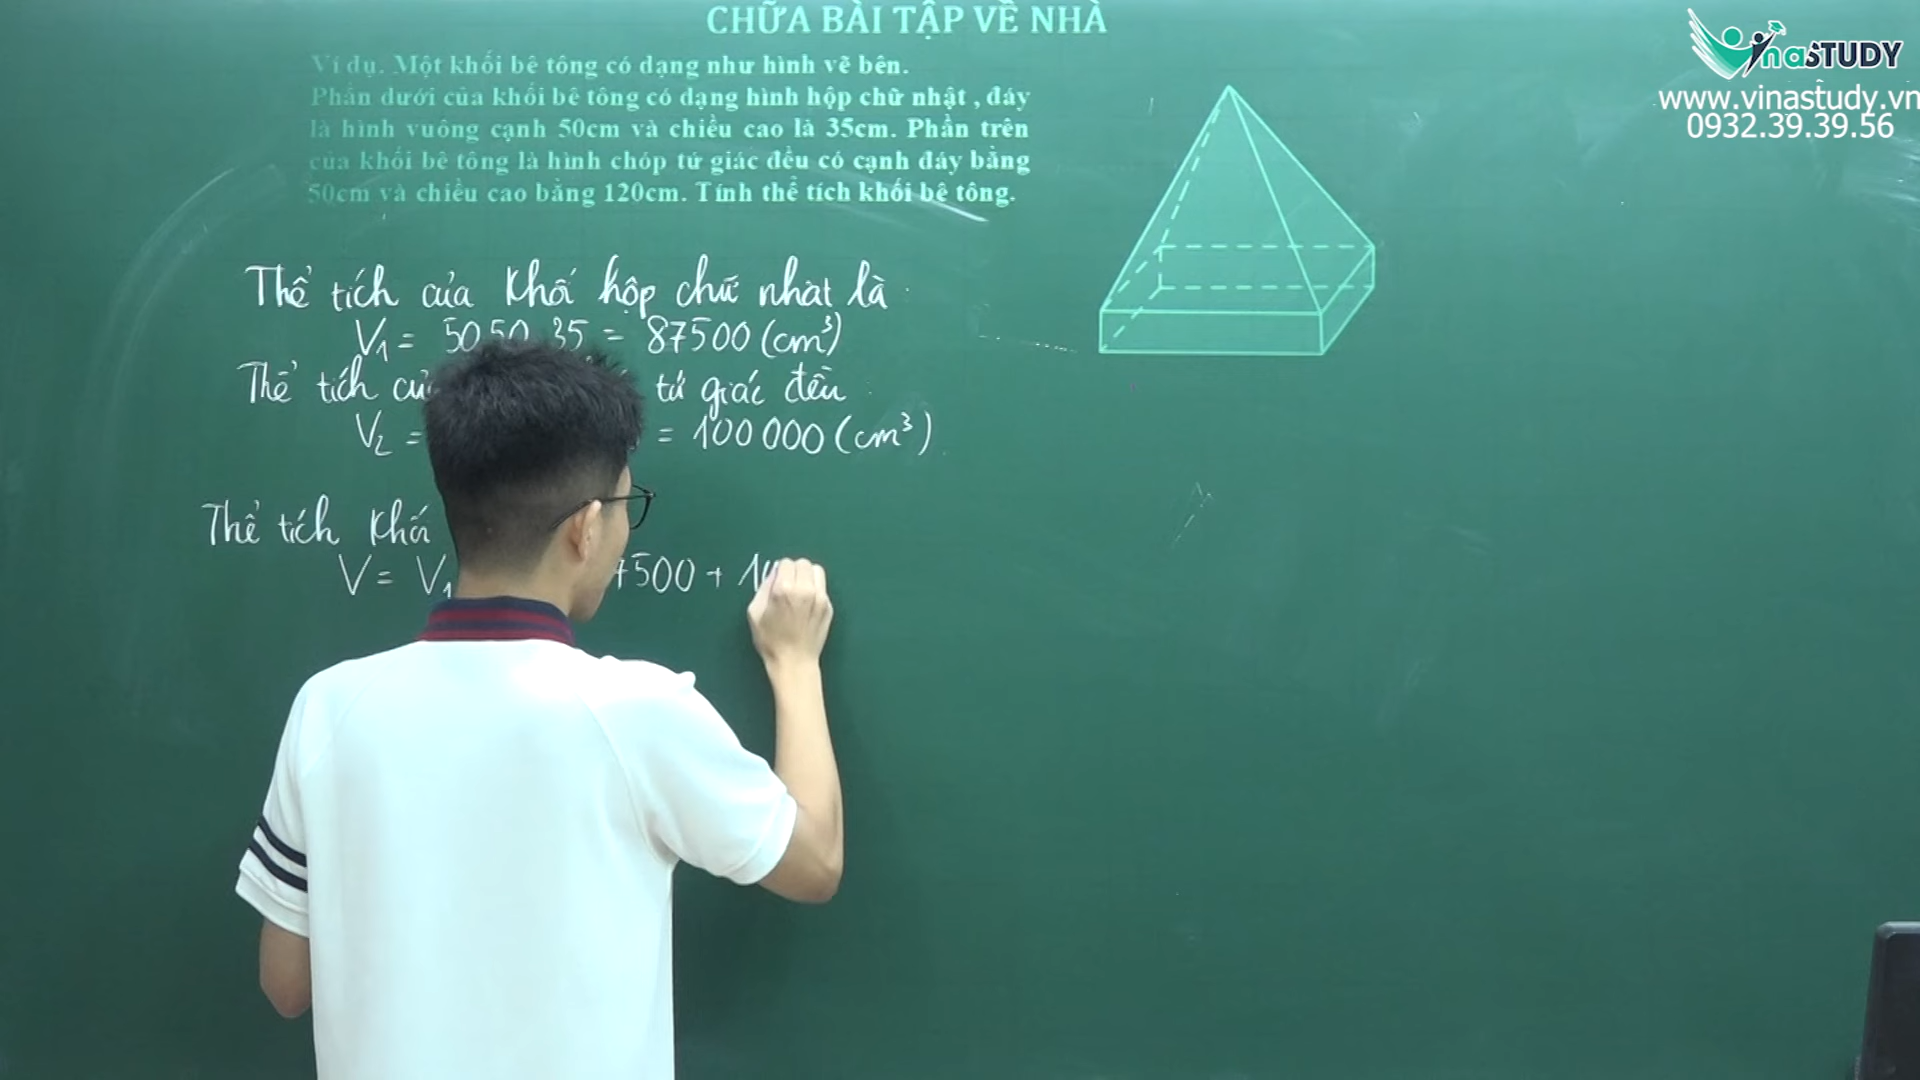 CHỮA BÀI TẬP VỀ NHÀ
Ví dụ. Một khối bê tông có dạng như hình vẽ bên.
Phần dưới của khối bê tông có dạng hình hộp chữ nhật , đáy
là hình vuông cạnh 50cm và chiều cao là 35cm. Phần trên
của khối bê tông là hình chóp tứ giác đều có cạnh đáy bằng
50cm và chiều cao bằng 120cm. Tính thể tích khối bê tông.
VinaSTUDY
www.vinastudy.vn
0932.39.39.56
Thể tích của khối hộp chữ nhật là
V1 = 50.50.35 = 87500 (cm³)
Thể tích tứ giác đều
V2 = = 100 000 (cm³)
Thể tích khối
V = V1 7500 +